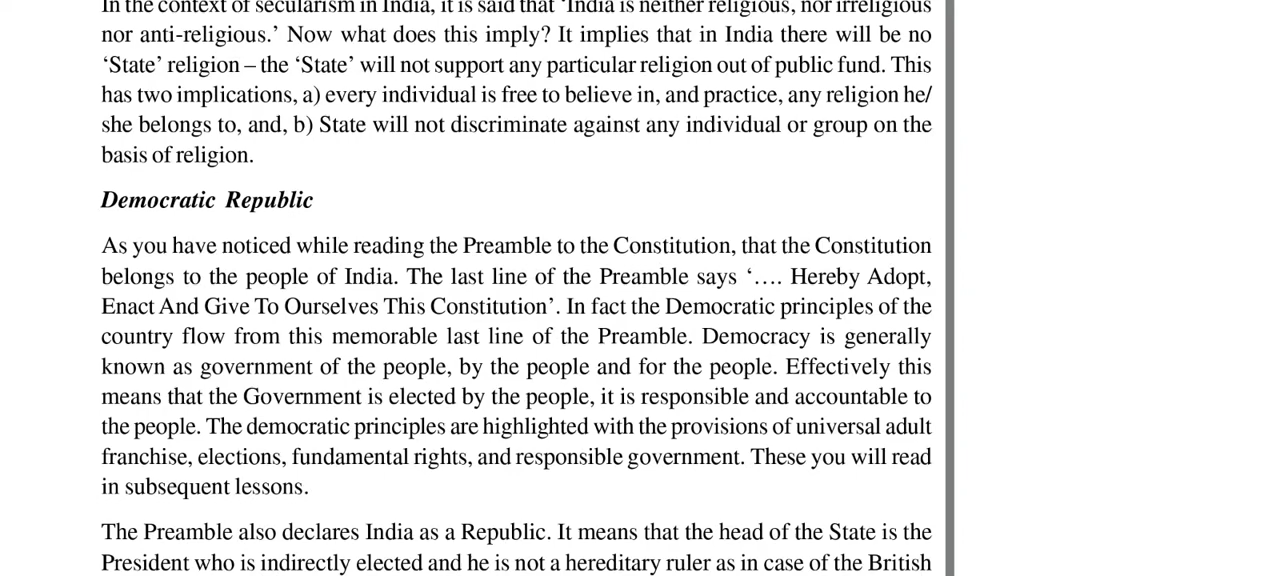 In the context of secularism in India, it is said that ‘India is neither religious, nor irreligious
nor anti-religious.’ Now what does this imply? It implies that in India there will be no
‘State’ religion – the ‘State’ will not support any particular religion out of public fund. This
has two implications, a) every individual is free to believe in, and practice, any religion he/
she belongs to, and, b) State will not discriminate against any individual or group on the
basis of religion.
Democratic Republic
As you have noticed while reading the Preamble to the Constitution, that the Constitution
belongs to the people of India. The last line of the Preamble says ‘…. Hereby Adopt,
Enact And Give To Ourselves This Constitution’. In fact the Democratic principles of the
country flow from this memorable last line of the Preamble. Democracy is generally
known as government of the people, by the people and for the people. Effectively this
means that the Government is elected by the people, it is responsible and accountable to
the people. The democratic principles are highlighted with the provisions of universal adult
franchise, elections, fundamental rights, and responsible government. These you will read
in subsequent lessons.
The Preamble also declares India as a Republic. It means that the head of the State is the
President who is indirectly elected and he is not a hereditary ruler as in case of the British